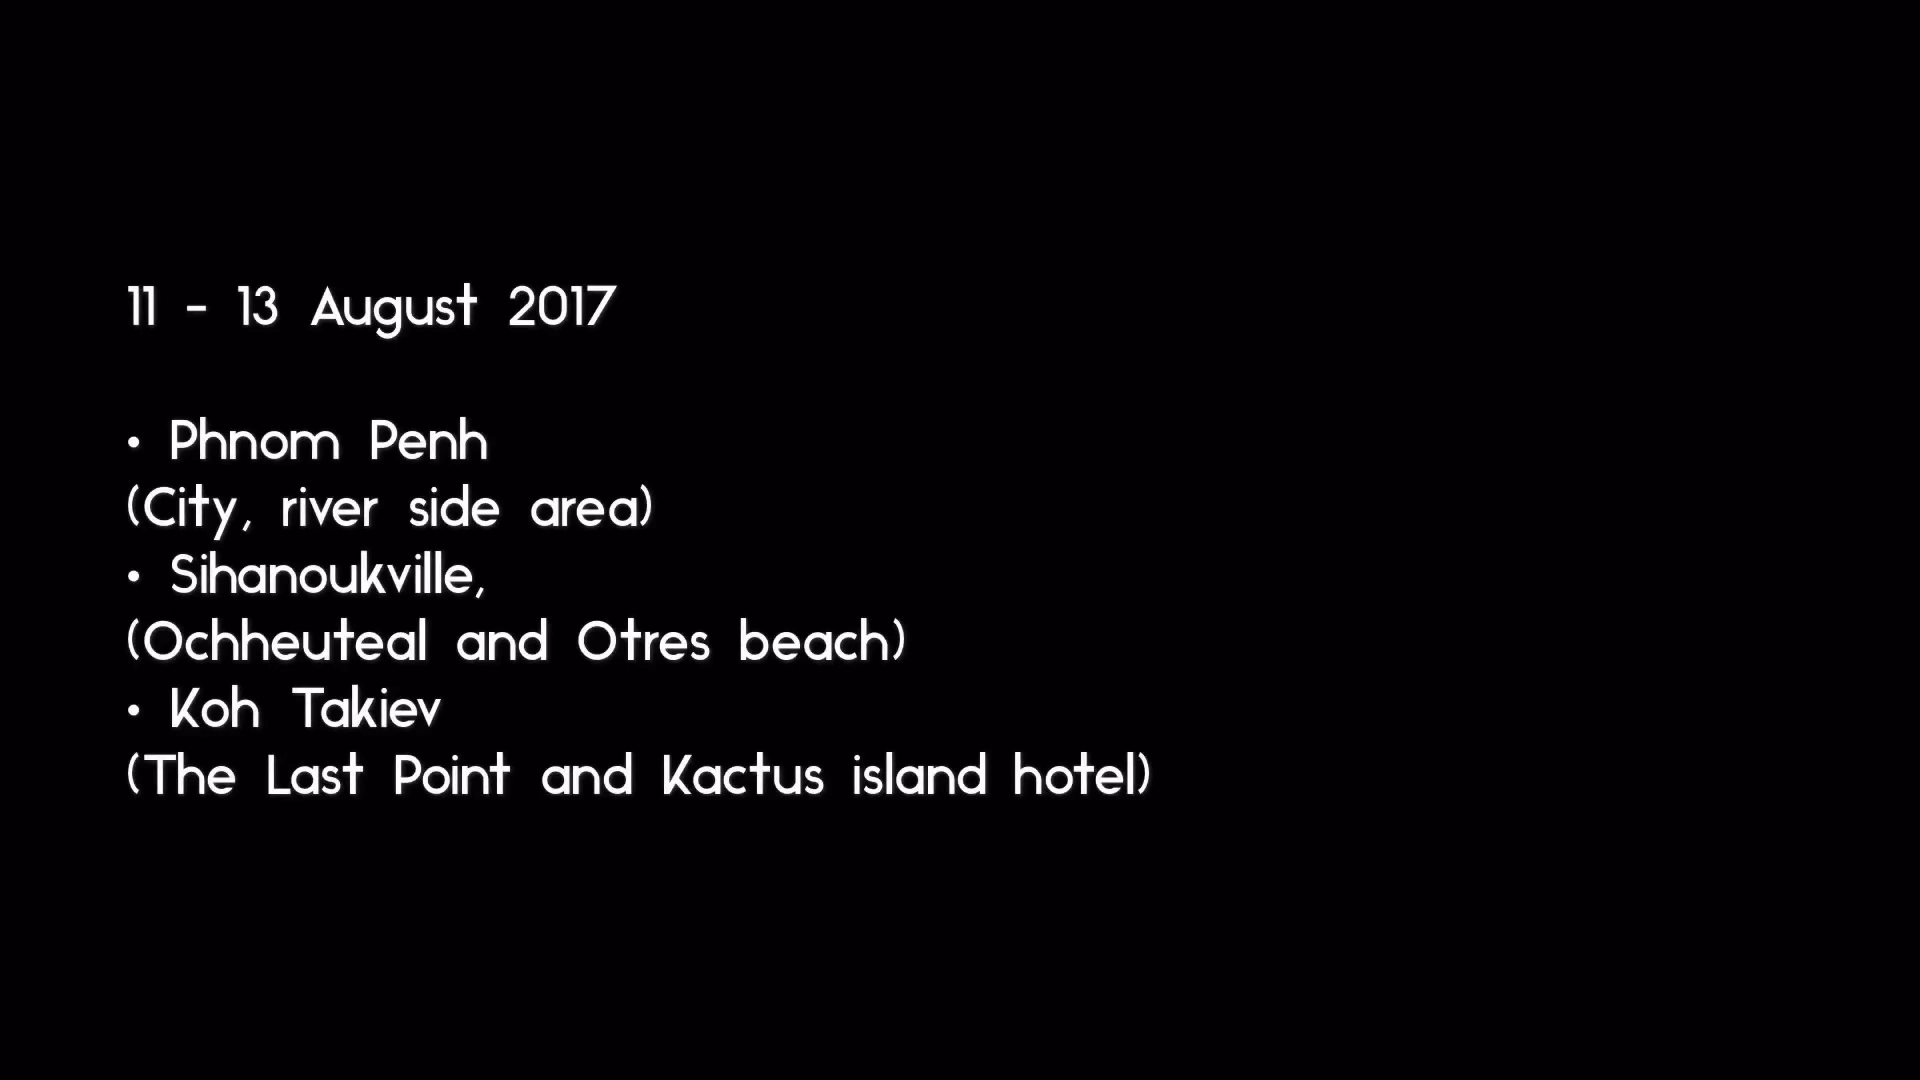 11 - 13 August 2017
• Phnom Penh
(City, river side area)
• Sihanoukville,
(Ochheuteal and Otres beach)
• Koh Takiev
(The Last Point and Kactus island hotel)